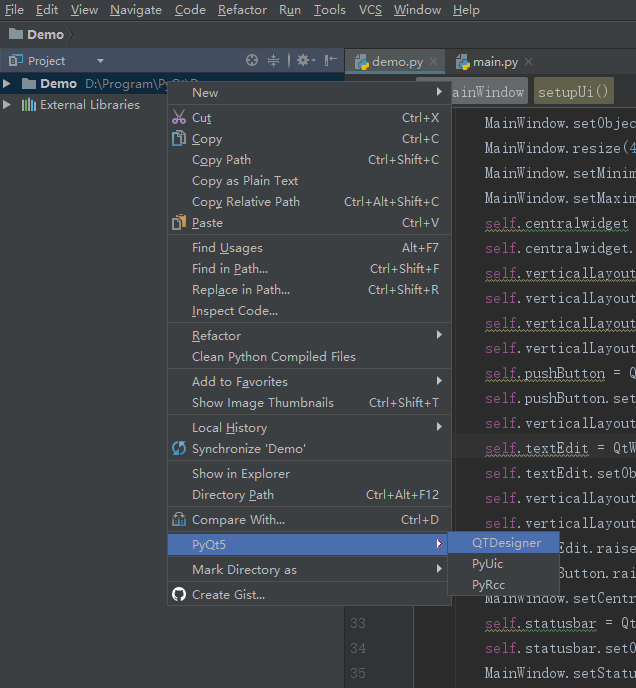 File Edit View Navigate Code Refactor Run Tools VCS Window Help
Demo
Project
demo.py
main.py
Demo D:\Program\PyQt\D
ainWindow
setupUi()
External Libraries
New
Cut Ctrl+X
Copy Ctrl+C
Copy Path Ctrl+Shift+C
Copy as Plain Text
Copy Relative Path Ctrl+Alt+Shift+C
Paste Ctrl+V
Find Usages Alt+F7
Find in Path... Ctrl+Shift+F
Replace in Path... Ctrl+Shift+R
Inspect Code...
Refactor
Clean Python Compiled Files
Add to Favorites
Show Image Thumbnails Ctrl+Shift+T
Local History
Synchronize 'Demo'
Show in Explorer
Directory Path Ctrl+Alt+F12
Compare With... Ctrl+D
PyQt5
Mark Directory as
Create Gist...
QTDesigner
PyUic
PyRcc
MainWindow.setObjec
MainWindow.resize(4
MainWindow.setMinim
MainWindow.setMaxim
self.centralwidget
self.centralwidget.
self.verticalLayout
self.verticalLayout
self.verticalLayout
self.verticalLayout
self.pushButton = Q
self.pushButton.set
self.verticalLayout
self.textEdit = QtW
self.textEdit.setOb
self.verticalLayout
self.verticalLayout
Edit.raise
Button.rai
MainWindow.setCentr
33 self.statusbar = Qt
34 self.statusbar.setO
35 MainWindow.setStatu